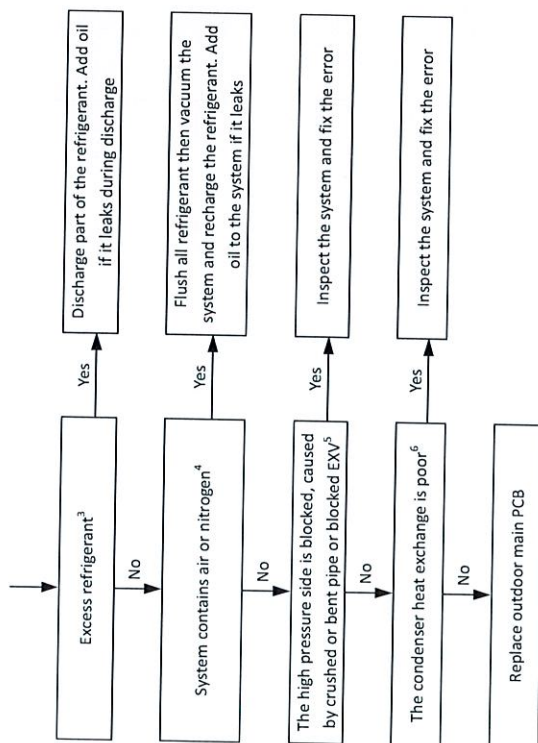 Excess refrigerant³
Yes
Discharge part of the refrigerant. Add oil
if it leaks during discharge
No
System contains air or nitrogen⁴
Yes
Flush all refrigerant then vacuum the
system and recharge the refrigerant. Add
oil to the system if it leaks
No
The high pressure side is blocked, caused
by crushed or bent pipe or blocked EXV⁵
Yes
Inspect the system and fix the error
No
The condenser heat exchange is poor⁶
Yes
Inspect the system and fix the error
No
Replace outdoor main PCB